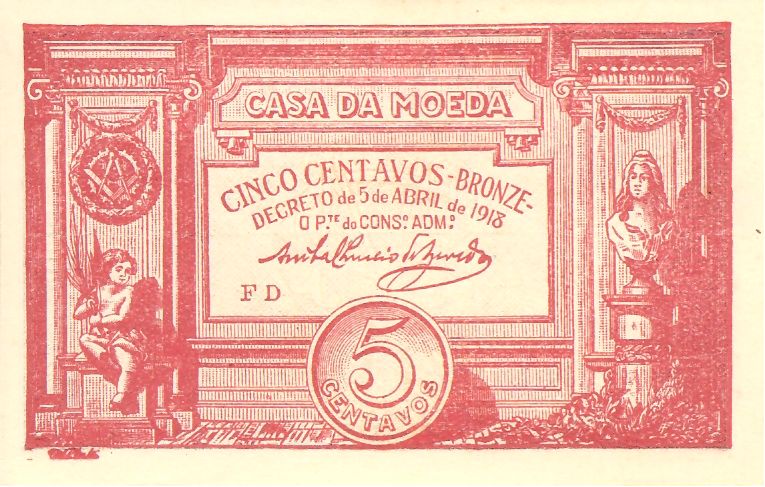 CASA DA MOEDA
CINCO CENTAVOS-BRONZE-
DECRETO de 5 de ABRIL de 1918
O P.TE do CONS.O ADM.O
F D
5
CENTAVOS